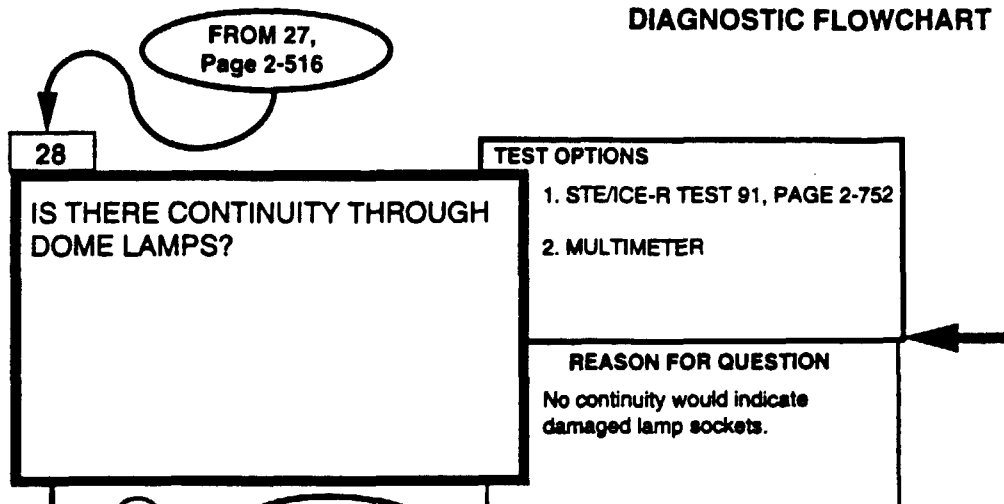 DIAGNOSTIC FLOWCHART
FROM 27,
Page 2-516
28
IS THERE CONTINUITY THROUGH
DOME LAMPS?
TEST OPTIONS
1. STE/ICE-R TEST 91, PAGE 2-752
2. MULTIMETER
REASON FOR QUESTION
No continuity would indicate
damaged lamp sockets.